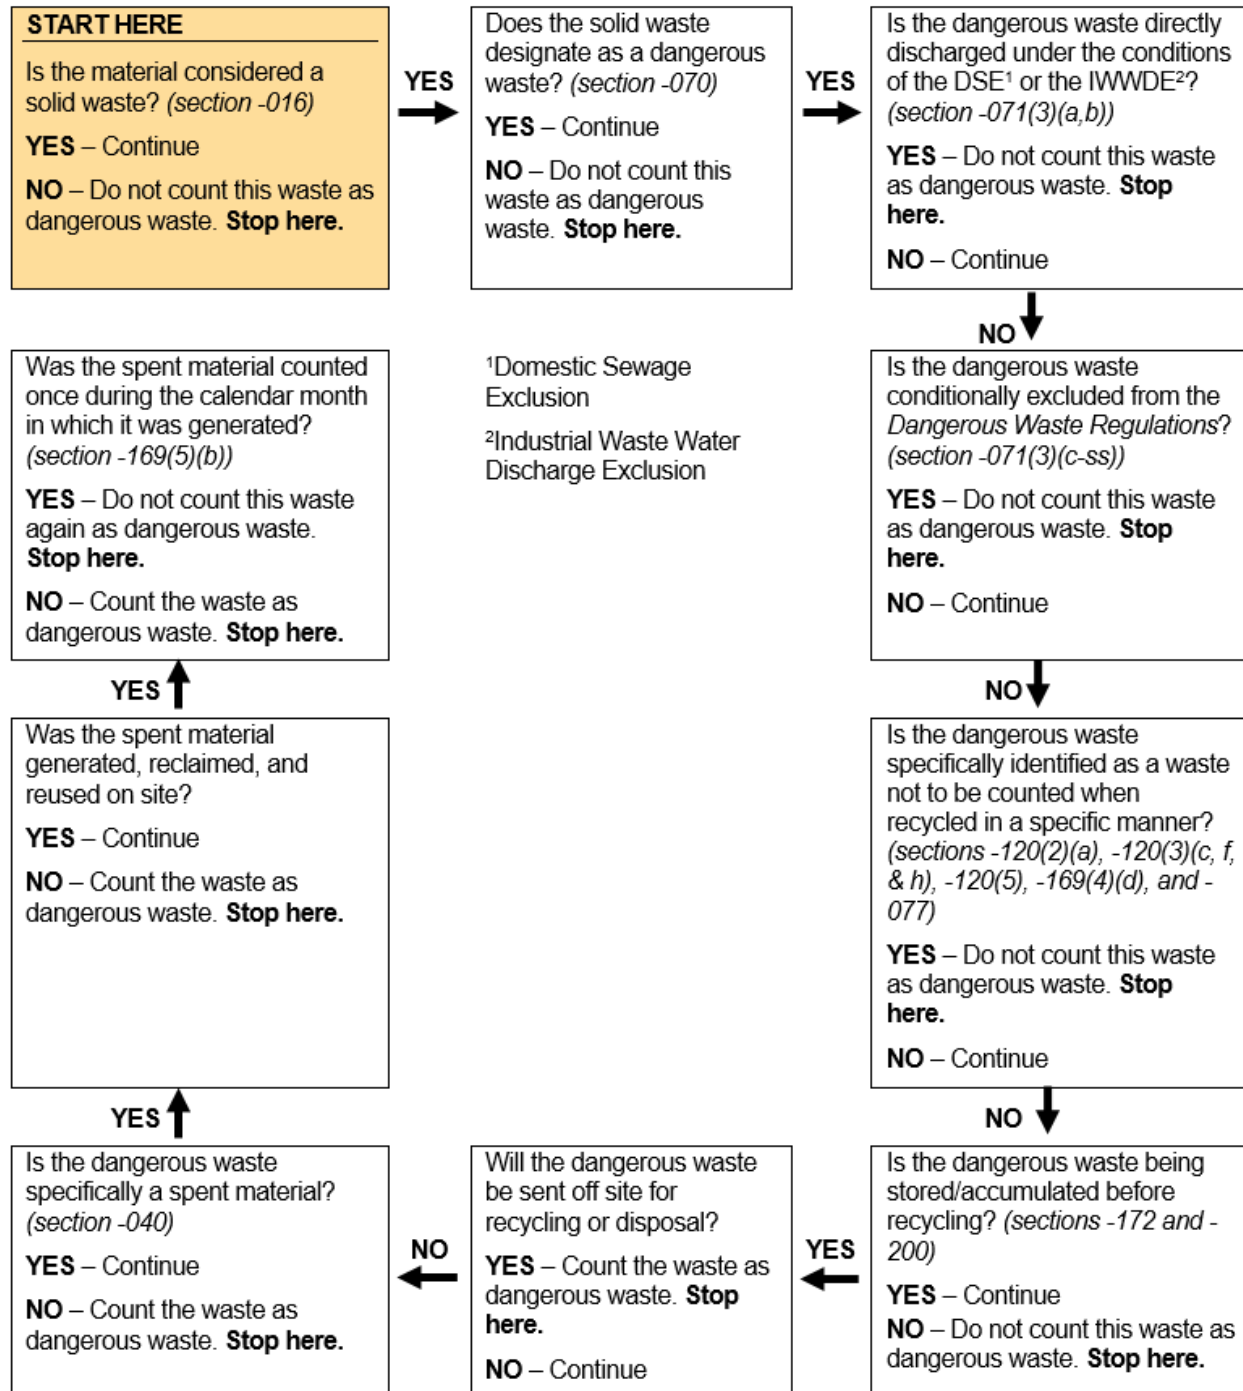 START HERE
Is the material considered a
solid waste? (section -016)
YES – Continue
NO – Do not count this waste as
dangerous waste. Stop here.
YES
Does the solid waste
designate as a dangerous
waste? (section -070)
YES – Continue
NO – Do not count this
waste as dangerous
waste. Stop here.
YES
Is the dangerous waste directly
discharged under the conditions
of the DSE¹ or the IWWDE²?
(section -071(3)(a,b))
YES – Do not count this waste
as dangerous waste. Stop
here.
NO – Continue
NO
Is the dangerous waste
conditionally excluded from the
Dangerous Waste Regulations?
(section -071(3)(c-ss))
YES – Do not count this waste
as dangerous waste. Stop
here.
NO – Continue
NO
Is the dangerous waste
specifically identified as a waste
not to be counted when
recycled in a specific manner?
(sections -120(2)(a), -120(3)(c, f,
& h), -120(5), -169(4)(d), and -
077)
YES – Do not count this waste
as dangerous waste. Stop
here.
NO – Continue
NO
Is the dangerous waste being
stored/accumulated before
recycling? (sections -172 and -
200)
YES – Continue
NO – Do not count this waste as
dangerous waste. Stop here.
YES
Will the dangerous waste
be sent off site for
recycling or disposal?
YES – Count the waste as
dangerous waste. Stop
here.
NO – Continue
NO
Is the dangerous waste
specifically a spent material?
(section -040)
YES – Continue
NO – Count the waste as
dangerous waste. Stop here.
YES
Was the spent material
generated, reclaimed, and
reused on site?
YES – Continue
NO – Count the waste as
dangerous waste. Stop here.
YES
Was the spent material counted
once during the calendar month
in which it was generated?
(section -169(5)(b))
YES – Do not count this waste
again as dangerous waste.
Stop here.
NO – Count the waste as
dangerous waste. Stop here.
¹Domestic Sewage
Exclusion
²Industrial Waste Water
Discharge Exclusion